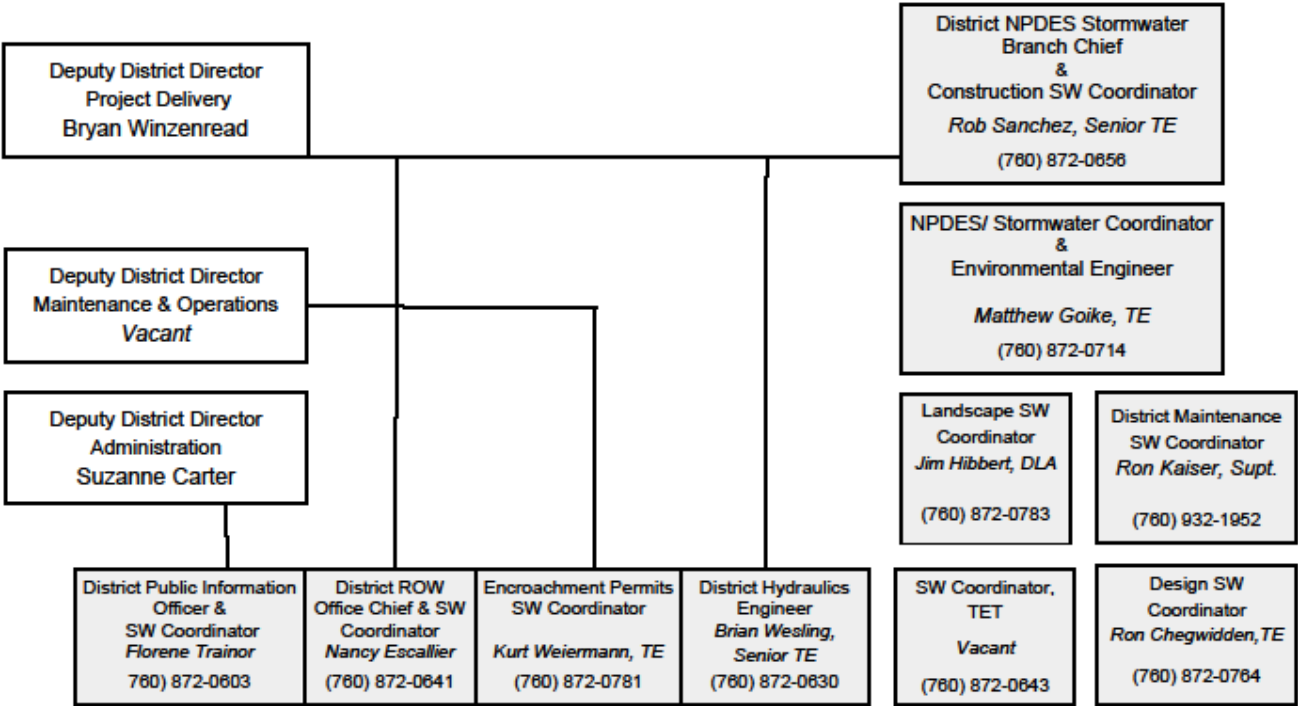 Deputy District Director
Project Delivery
Bryan Winzenread
District NPDES Stormwater
Branch Chief
&
Construction SW Coordinator
Rob Sanchez, Senior TE
(760) 872-0656
NPDES/ Stormwater Coordinator
&
Environmental Engineer
Matthew Goike, TE
(760) 872-0714
Deputy District Director
Maintenance & Operations
Vacant
Deputy District Director
Administration
Suzanne Carter
Landscape SW
Coordinator
Jim Hibbert, DLA
(760) 872-0783
District Maintenance
SW Coordinator
Ron Kaiser, Supt.
(760) 932-1952
District Public Information
Officer &
SW Coordinator
Florene Trainor
760) 872-0603
District ROW
Office Chief & SW
Coordinator
Nancy Escallier
(760) 872-0641
Encroachment Permits
SW Coordinator
Kurt Weiermann, TE
(760) 872-0781
District Hydraulics
Engineer
Brian Wesling,
Senior TE
(760) 872-0630
SW Coordinator,
TET
Vacant
(760) 872-0643
Design SW
Coordinator
Ron Chegwidden,TE
(760) 872-0764